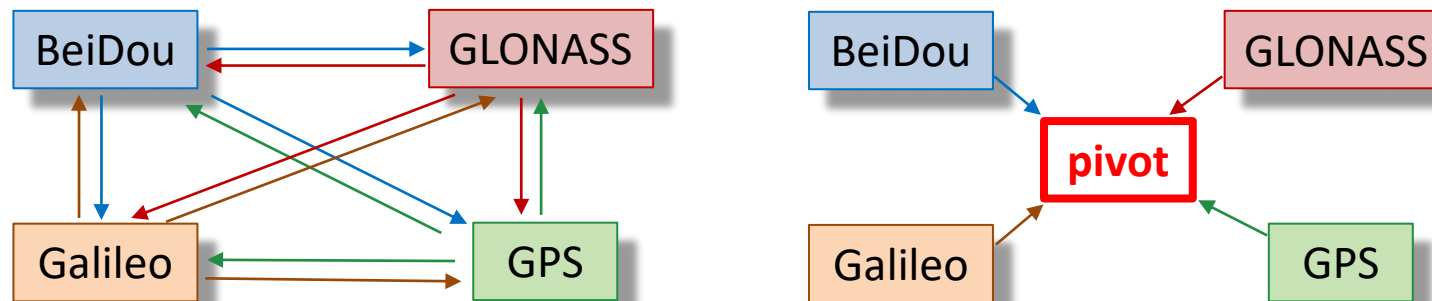 BeiDou
GLONASS
Galileo
GPS
BeiDou
GLONASS
pivot
Galileo
GPS